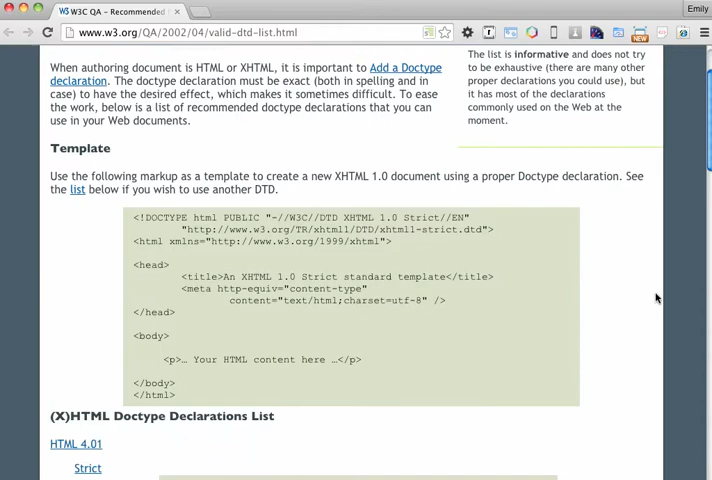 W3C QA - Recommended
Emily
www.w3.org/QA/2002/04/valid-dtd-list.html
NEW
The list is informative and does not try
to be exhaustive (there are many other
proper declarations you could use), but
it has most of the declarations
commonly used on the Web at the
moment.
When authoring document is HTML or XHTML, it is important to Add a Doctype
declaration. The doctype declaration must be exact (both in spelling and in
case) to have the desired effect, which makes it sometimes difficult. To ease
the work, below is a list of recommended doctype declarations that you can
use in your Web documents.
Template
Use the following markup as a template to create a new XHTML 1.0 document using a proper Doctype declaration. See
the list below if you wish to use another DTD.
<!DOCTYPE html PUBLIC "-//W3C//DTD XHTML 1.0 Strict//EN"
"http://www.w3.org/TR/xhtml1/DTD/xhtml1-strict.dtd">
<html xmlns="http://www.w3.org/1999/xhtml">
<head>
<title>An XHTML 1.0 Strict standard template</title>
<meta http-equiv="content-type"
content="text/html;charset=utf-8" />
</head>
<body>
<p>… Your HTML content here …</p>
</body>
</html>
(X)HTML Doctype Declarations List
HTML 4.01
Strict